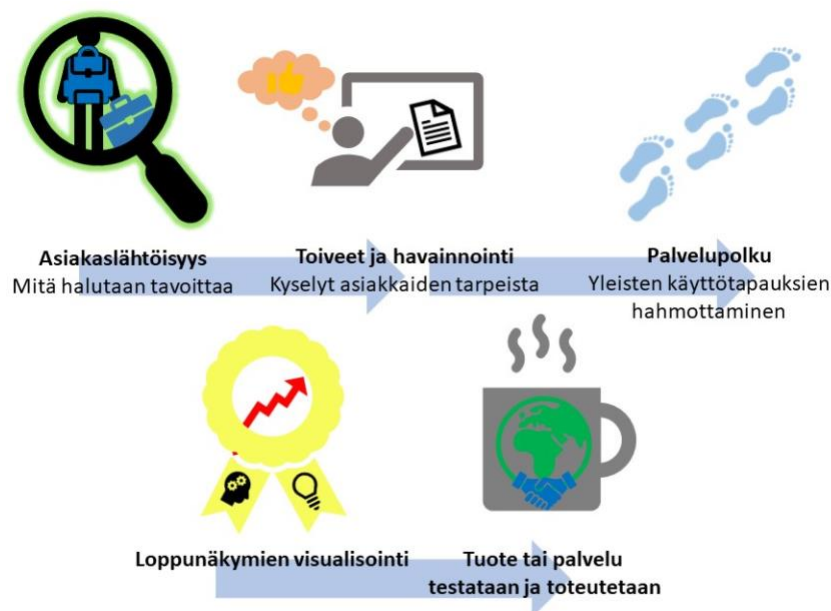 Asiakaslähtöisyys
Mitä halutaan tavoittaa
Toiveet ja havainnointi
Kyselyt asiakkaiden tarpeista
Palvelupolku
Yleisten käyttötapauksien
hahmottaminen
Loppunäkymien visualisointi
Tuote tai palvelu
testataan ja toteutetaan